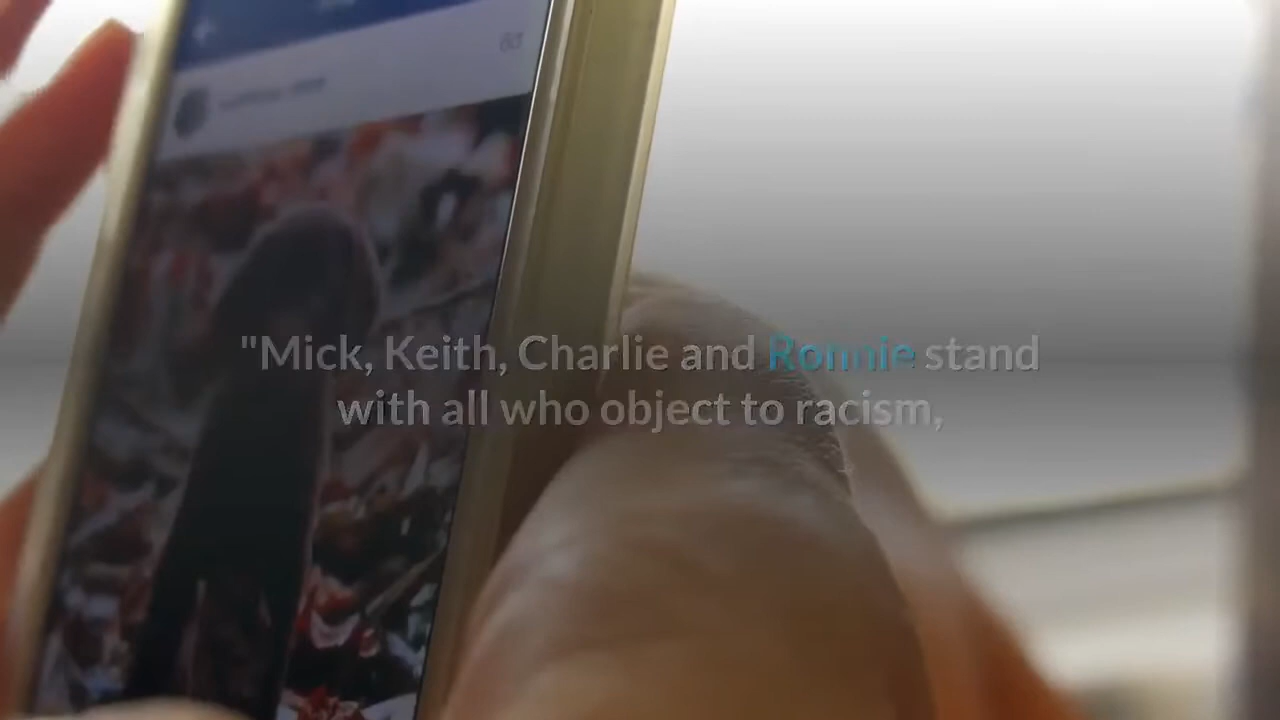 "Mick, Keith, Charlie and Ronnie stand
with all who object to racism,